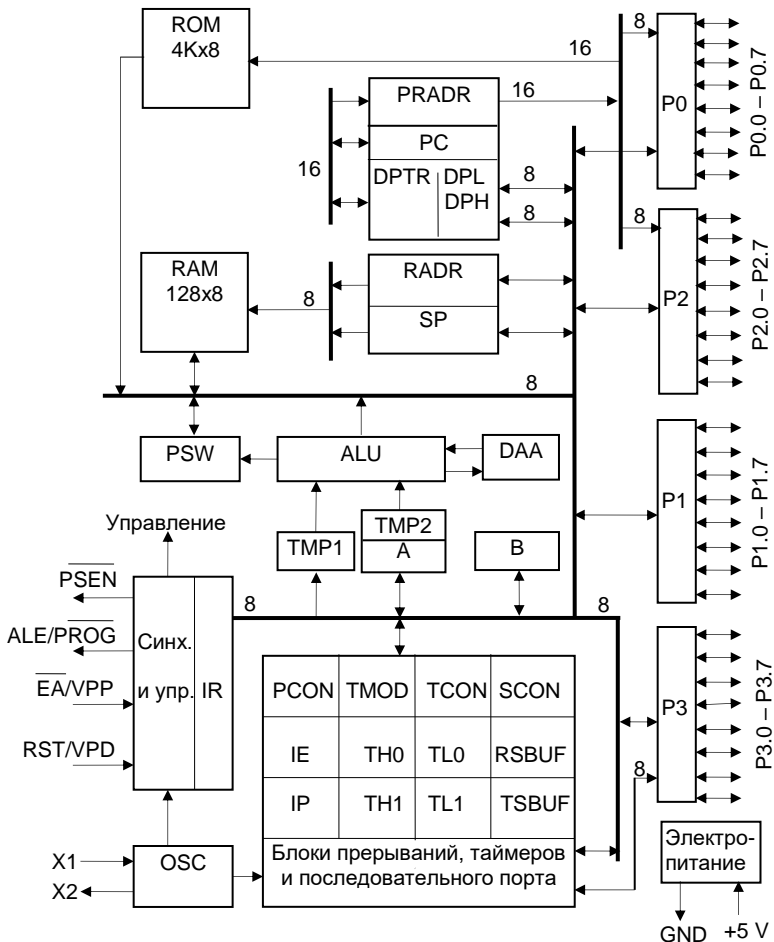 ROM
4Kx8
16
8
P0
P0.0 – P0.7
PRADR
16
PC
16
DPTR
DPL
DPH
8
8
8
P2
P2.0 – P2.7
RAM
128x8
8
RADR
SP
8
PSW
ALU
DAA
P1
P1.0 – P1.7
Управление
TMP1
TMP2
A
B
PSEN
8
8
ALE/PROG
Синх.
и упр.
IR
EA/VPP
RST/VPD
PCON TMOD TCON SCON
IE TH0 TL0 RSBUF
IP TH1 TL1 TSBUF
Блоки прерываний, таймеров
и последовательного порта
P3
P3.0 – P3.7
8
X1
X2
OSC
Электро-
питание
GND +5 V